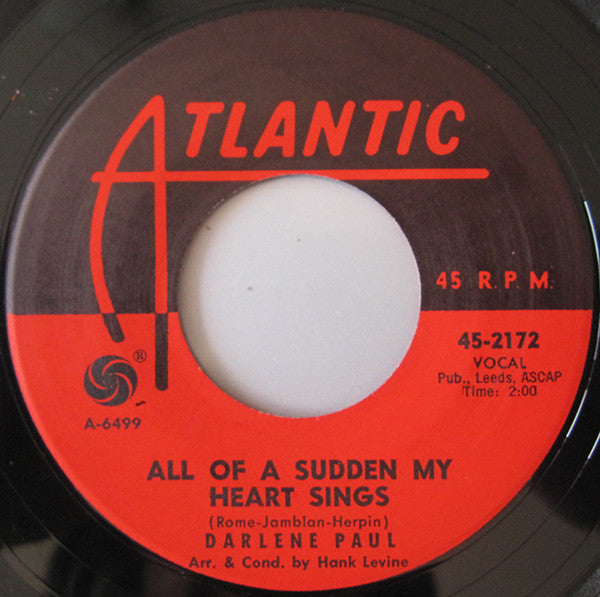 ATLANTIC
45 R.P.M.
45-2172
VOCAL
Pub., Leeds, ASCAP
Time: 2:00
®
A-6499
ALL OF A SUDDEN MY
HEART SINGS
(Rome-Jamblan-Herpin)
DARLENE PAUL
Arr. & Cond. by Hank Levine